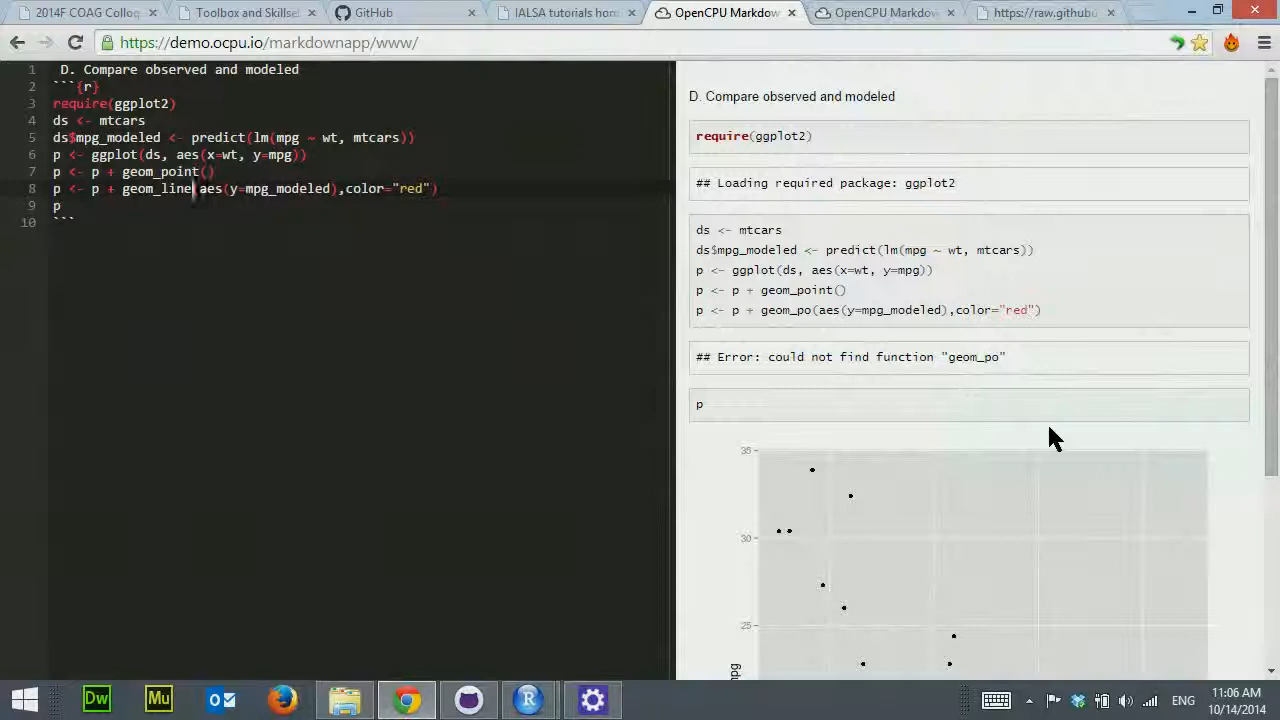 2014F COAG Colloq
Toolbox and Skillset
GitHub
IALSA tutorials hom
OpenCPU Markdow
OpenCPU Markdow
https://raw.githubu
https://demo.ocpu.io/markdownapp/www/
1 D. Compare observed and modeled
2 ```{r}
3 require(ggplot2)
4 ds <- mtcars
5 ds$mpg_modeled <- predict(lm(mpg ~ wt, mtcars))
6 p <- ggplot(ds, aes(x=wt, y=mpg))
7 p <- p + geom_point()
8 p <- p + geom_line(aes(y=mpg_modeled),color="red")
9 p
10 ```
D. Compare observed and modeled
require(ggplot2)
## Loading required package: ggplot2
ds <- mtcars
ds$mpg_modeled <- predict(lm(mpg ~ wt, mtcars))
p <- ggplot(ds, aes(x=wt, y=mpg))
p <- p + geom_point()
p <- p + geom_po(aes(y=mpg_modeled),color="red")
## Error: could not find function "geom_po"
p
35
30
25
mpg
Dw
Mu
R
ENG
11:06 AM
10/14/2014